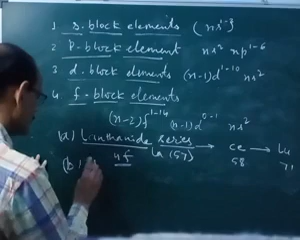 1. s. block elements (ns¹⁻²)
2. P-block element ns² np¹⁻⁶
3. d. block elements (n-1)d¹⁻¹⁰ ns²
4. f- block elements
(n-2)f¹⁻¹⁴ (n-1)d⁰⁻¹ ns²
(a) Lanthanide series → Ce → Lu
4f La (57) 58 71
(b)